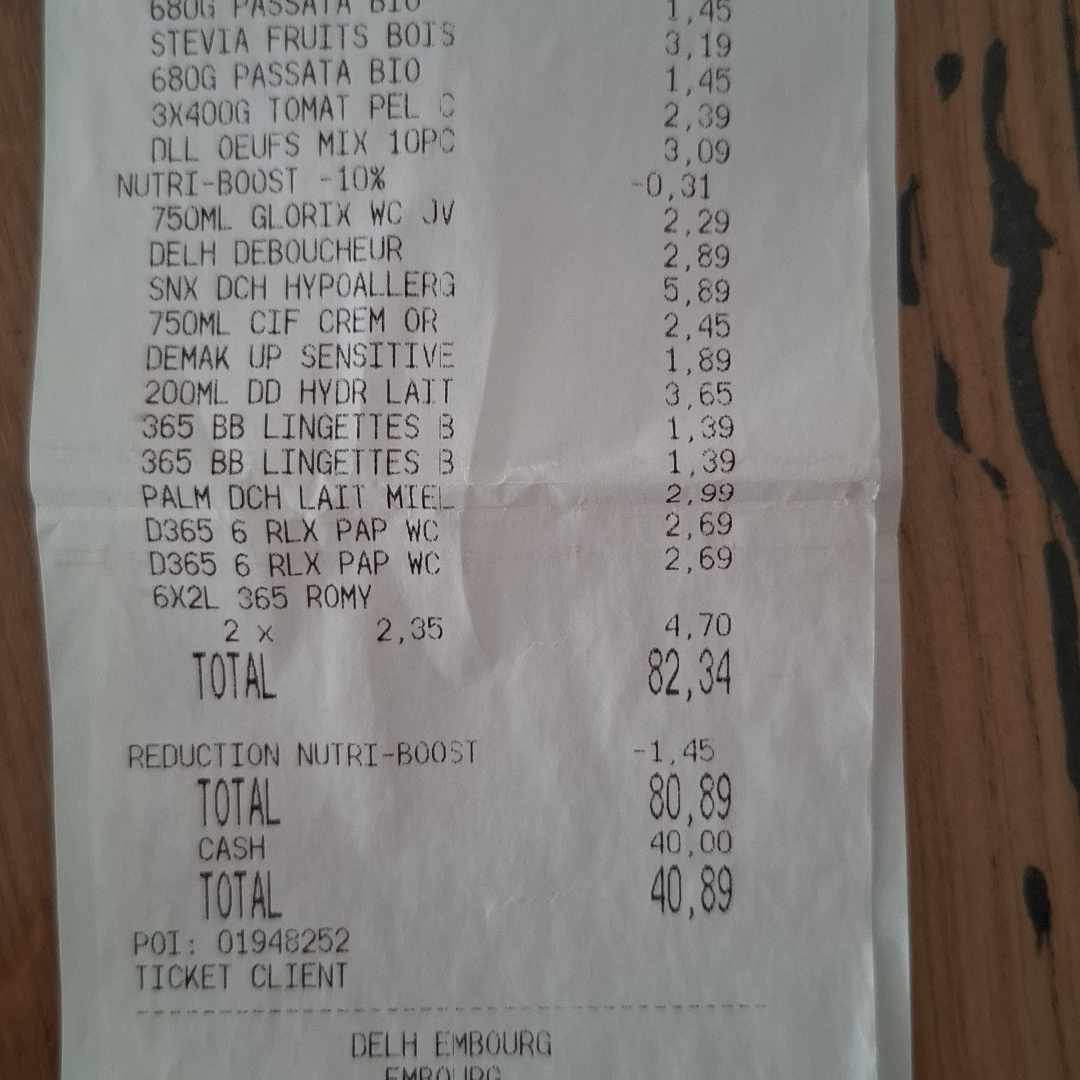 680G PASSATA BIO 1,45
STEVIA FRUITS BOIS 3,19
680G PASSATA BIO 1,45
3X400G TOMAT PEL C 2,39
DLL OEUFS MIX 10PC 3,09
NUTRI-BOOST -10% -0,31
750ML GLORIX WC JV 2,29
DELH DEBOUCHEUR 2,89
SNX DCH HYPOALLERG 5,89
750ML CIF CREM OR 2,45
DEMAK UP SENSITIVE 1,89
200ML DD HYDR LAIT 3,65
365 BB LINGETTES B 1,39
365 BB LINGETTES B 1,39
PALM DCH LAIT MIEL 2,99
D365 6 RLX PAP WC 2,69
D365 6 RLX PAP WC 2,69
6X2L 365 ROMY
2 x 2,35 4,70
TOTAL 82,34
REDUCTION NUTRI-BOOST -1,45
TOTAL 80,89
CASH 40,00
TOTAL 40,89
POI: 01948252
TICKET CLIENT
DELH EMBOURG
EMBOURG